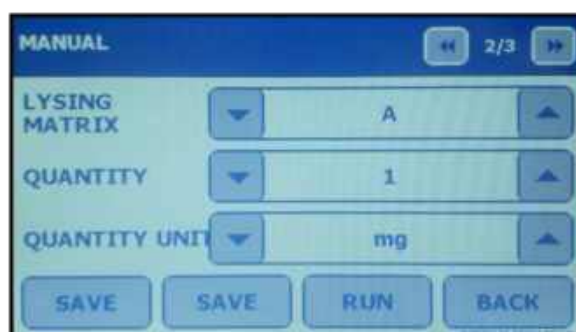 MANUAL 2/3
LYSING
MATRIX
A
QUANTITY 1
QUANTITY UNIT mg
SAVE SAVE RUN BACK